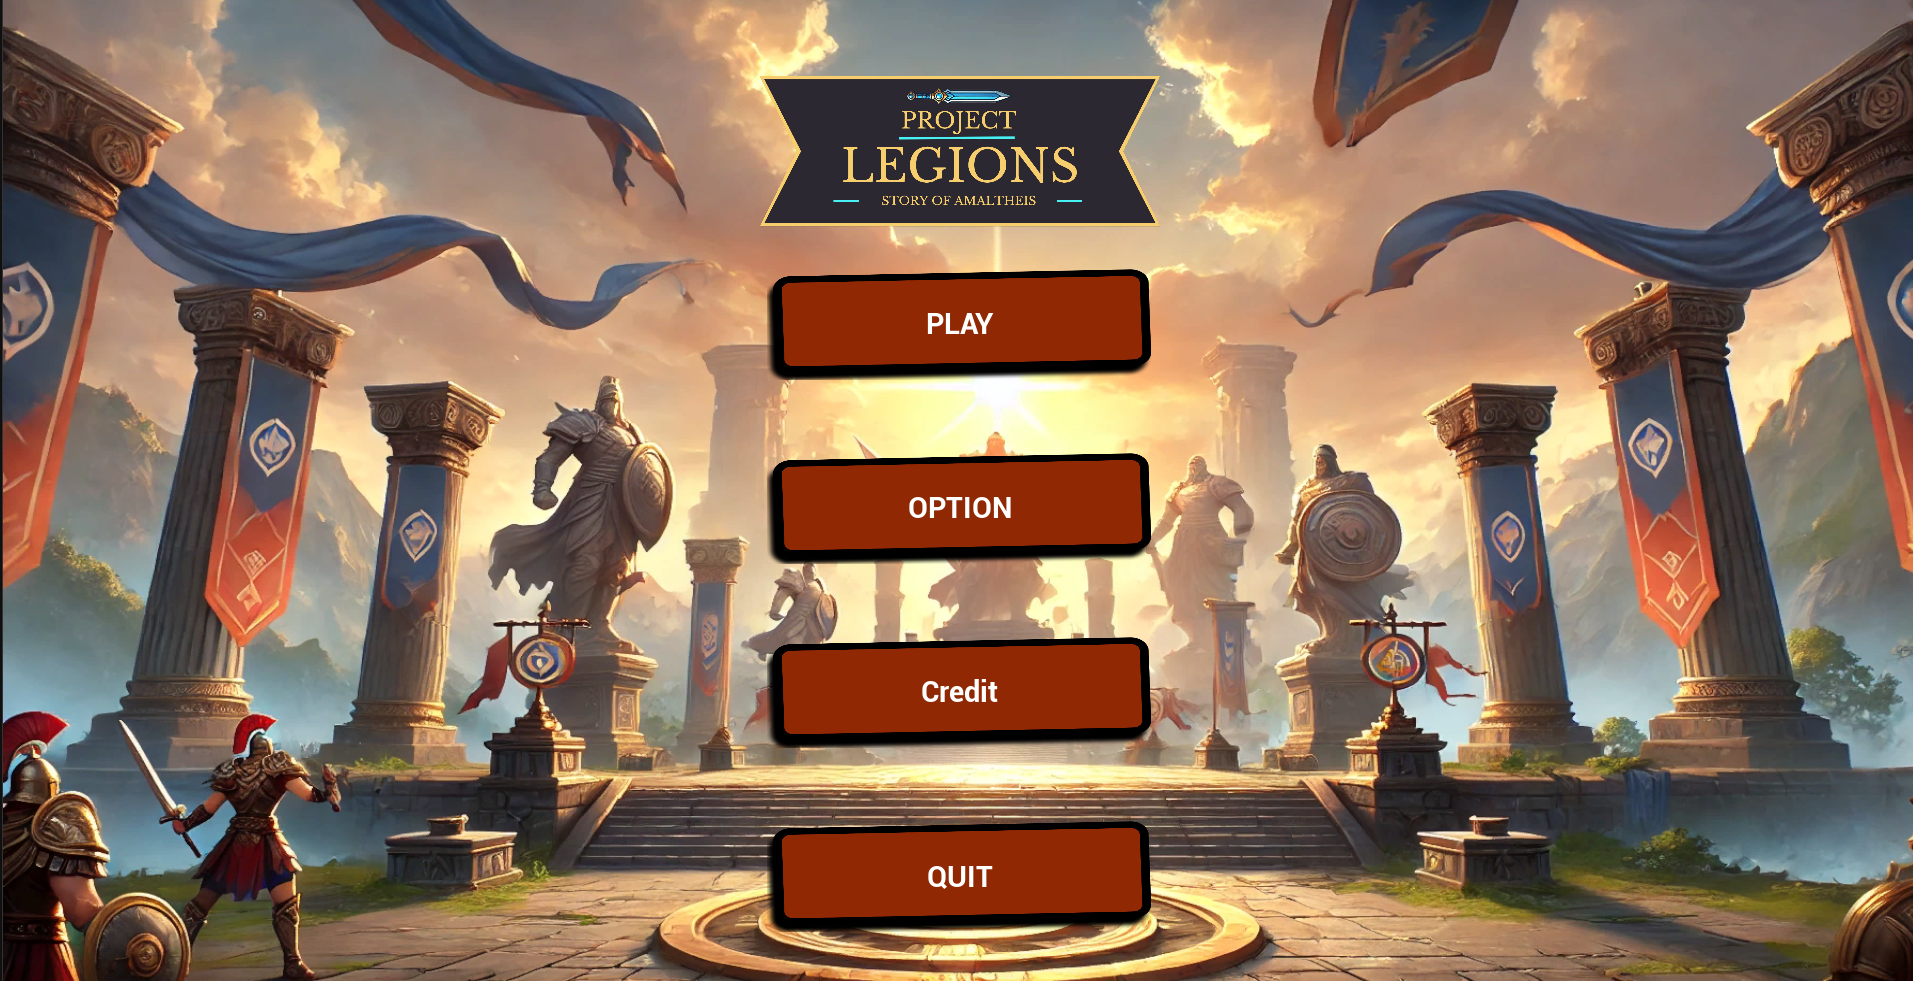 PROJECT
LEGIONS
STORY OF AMALTHEIS
PLAY
OPTION
Credit
QUIT